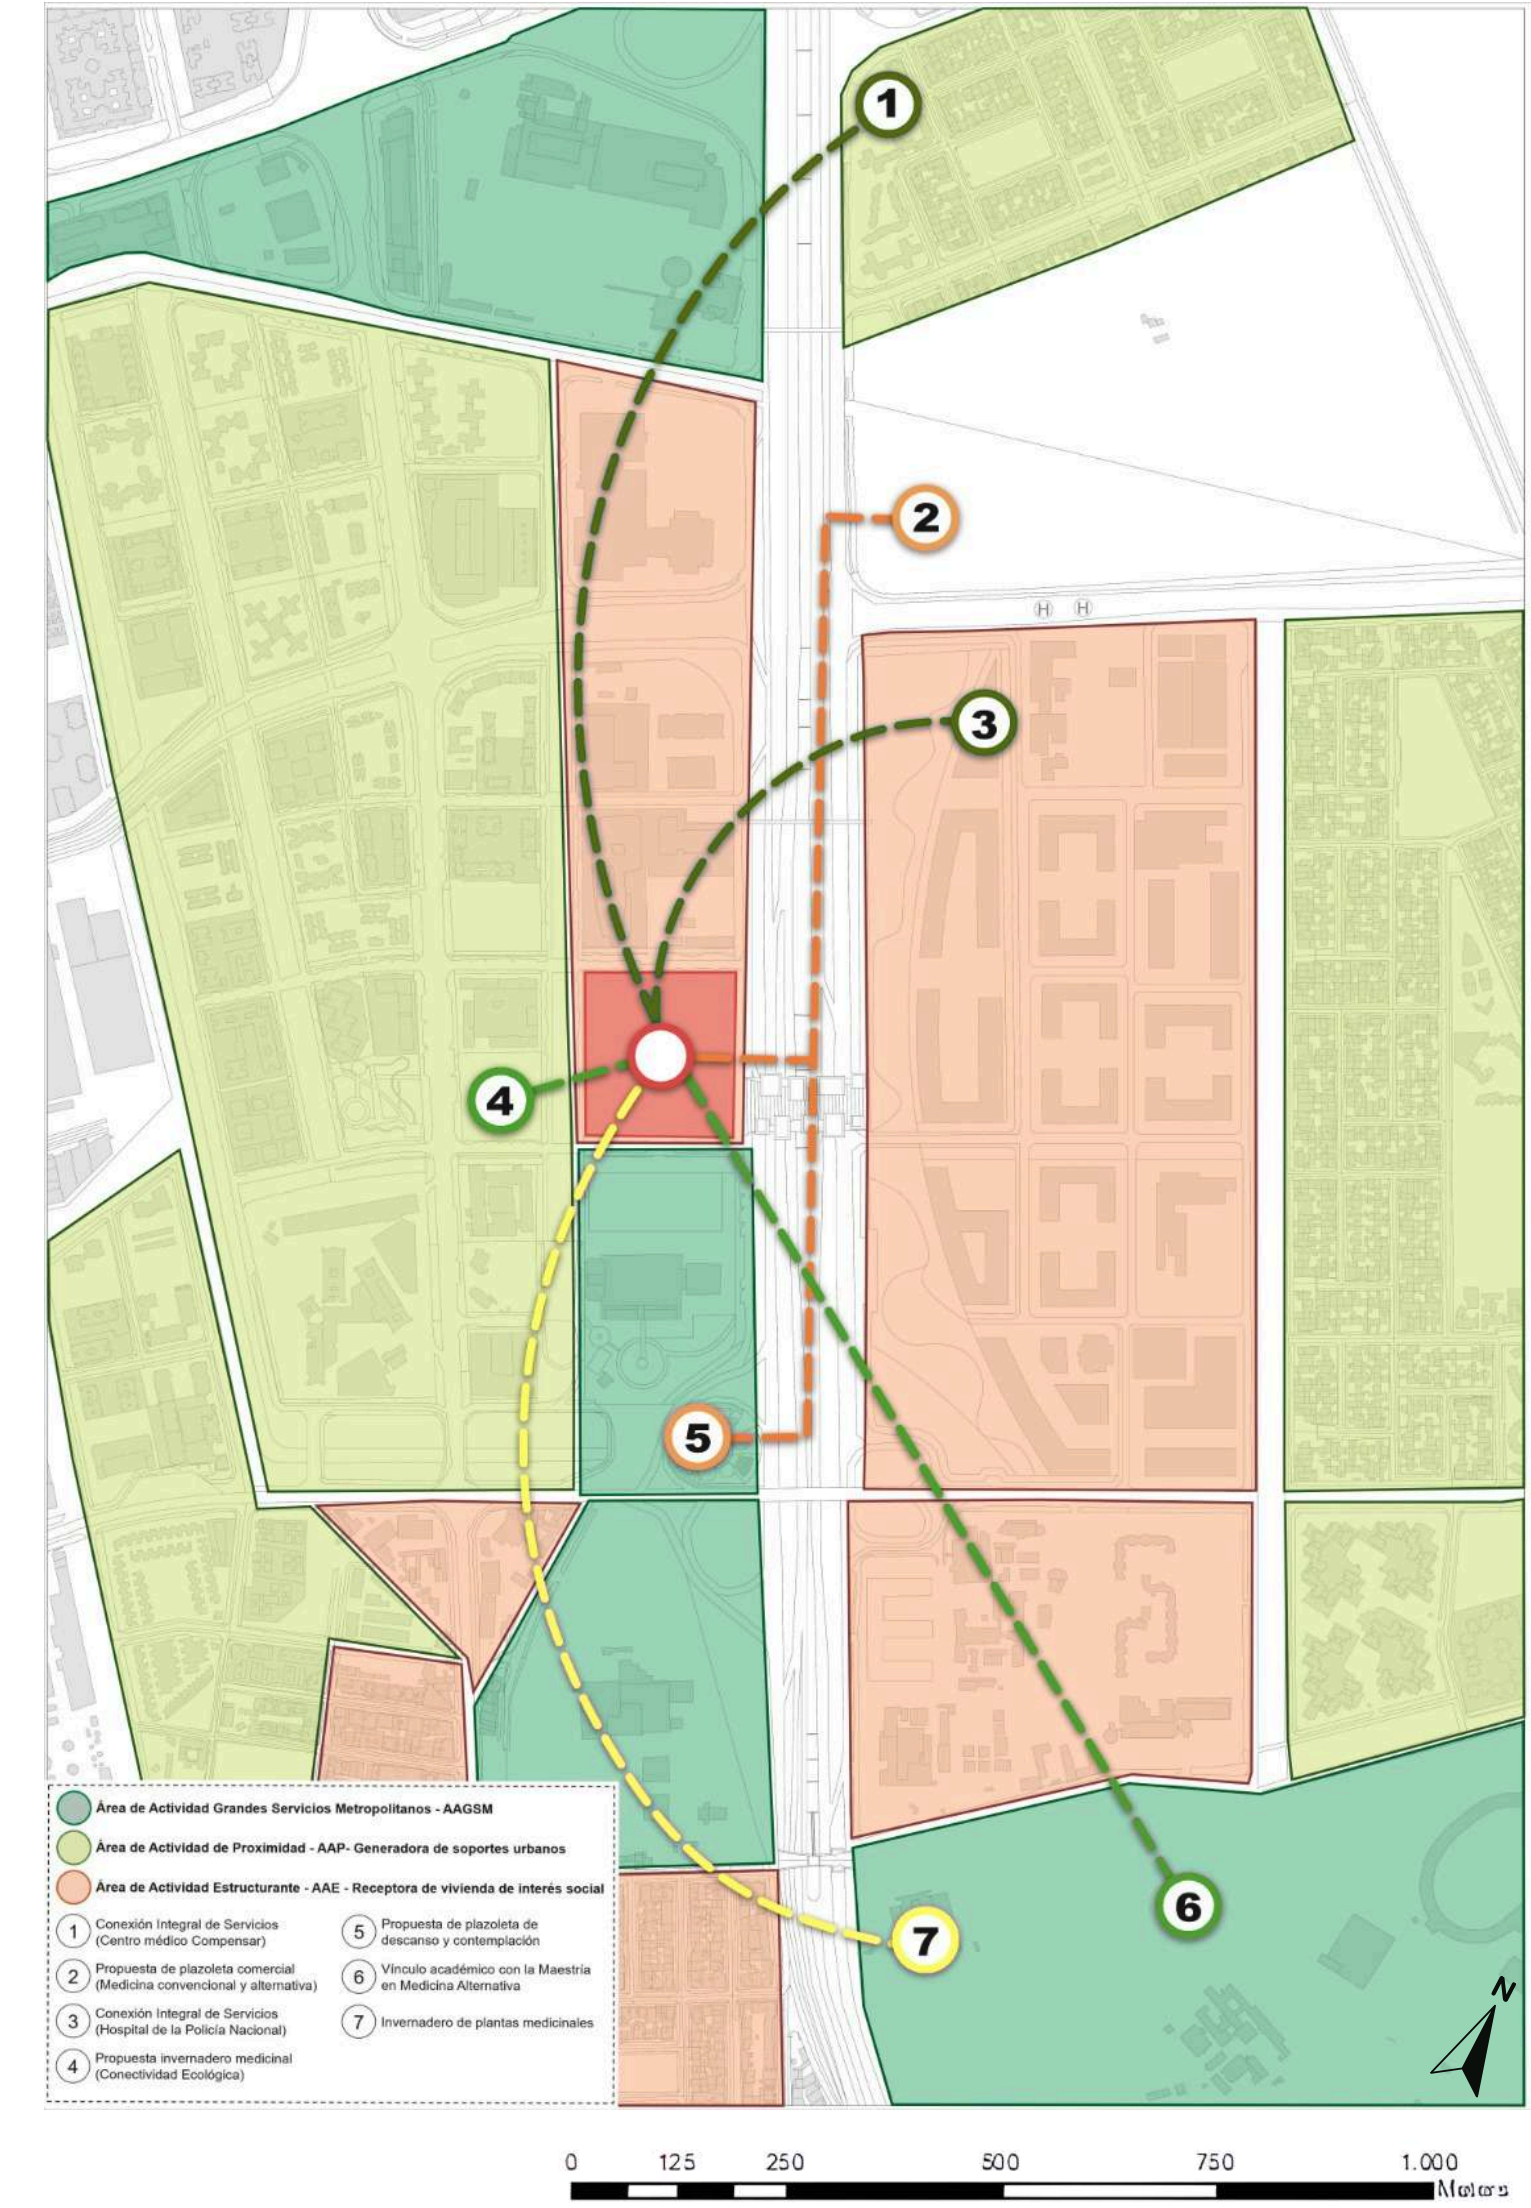 1
2
H H
3
4
5
6
7
Área de Actividad Grandes Servicios Metropolitanos - AAGSM
Área de Actividad de Proximidad - AAP- Generadora de soportes urbanos
Área de Actividad Estructurante - AAE - Receptora de vivienda de interés social
1 Conexión Integral de Servicios
(Centro médico Compensar)
2 Propuesta de plazoleta comercial
(Medicina convencional y alternativa)
3 Conexión Integral de Servicios
(Hospital de la Policía Nacional)
4 Propuesta invernadero medicinal
(Conectividad Ecológica)
5 Propuesta de plazoleta de
descanso y contemplación
6 Vínculo académico con la Maestría
en Medicina Alternativa
7 Invernadero de plantas medicinales
N
0 125 250 500 750 1.000
Meters